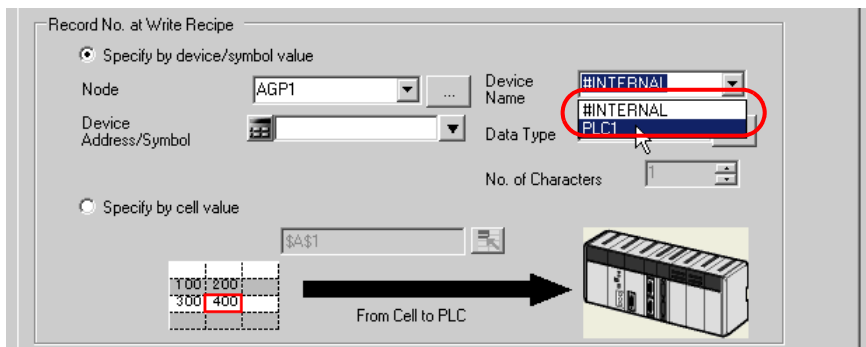 Record No. at Write Recipe
Specify by device/symbol value
Node
AGP1
...
Device
Name
#INTERNAL
#INTERNAL
PLC1
Device
Address/Symbol
Data Type
No. of Characters
1
Specify by cell value
$A$1
100 200
300 400
From Cell to PLC